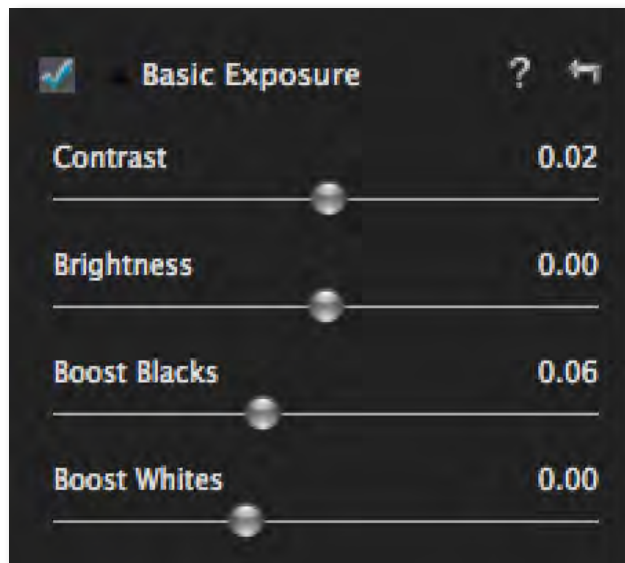 Basic Exposure ?
Contrast 0.02
Brightness 0.00
Boost Blacks 0.06
Boost Whites 0.00